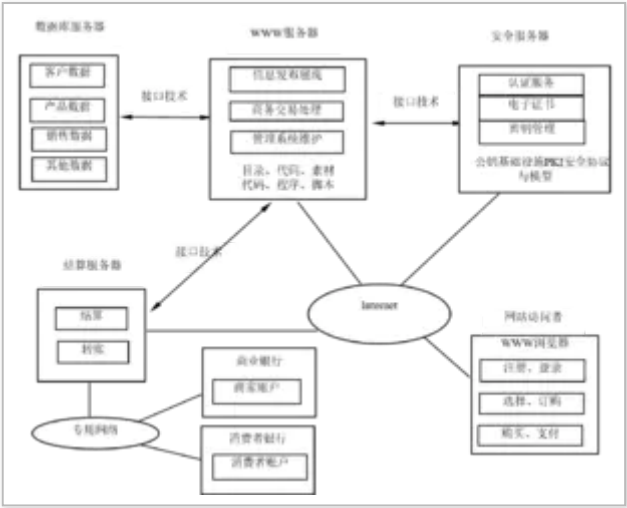 数据库服务器
WWW服务器
安全服务器
客户数据
产品数据
销售数据
其他数据
接口技术
信息发布
商务交易处理
管理系统维护
目录、代码、素材
代码、程序、脚本
接口技术
认证服务
电子证书
密钥管理
公钥基础设施PKI安全协议
与模型
接口技术
结算服务器
结算
转账
Internet
网站访问者
WWW浏览器
注册、登录
选择、订购
购买、支付
商业银行
商家账户
专用网络
消费者银行
消费者账户